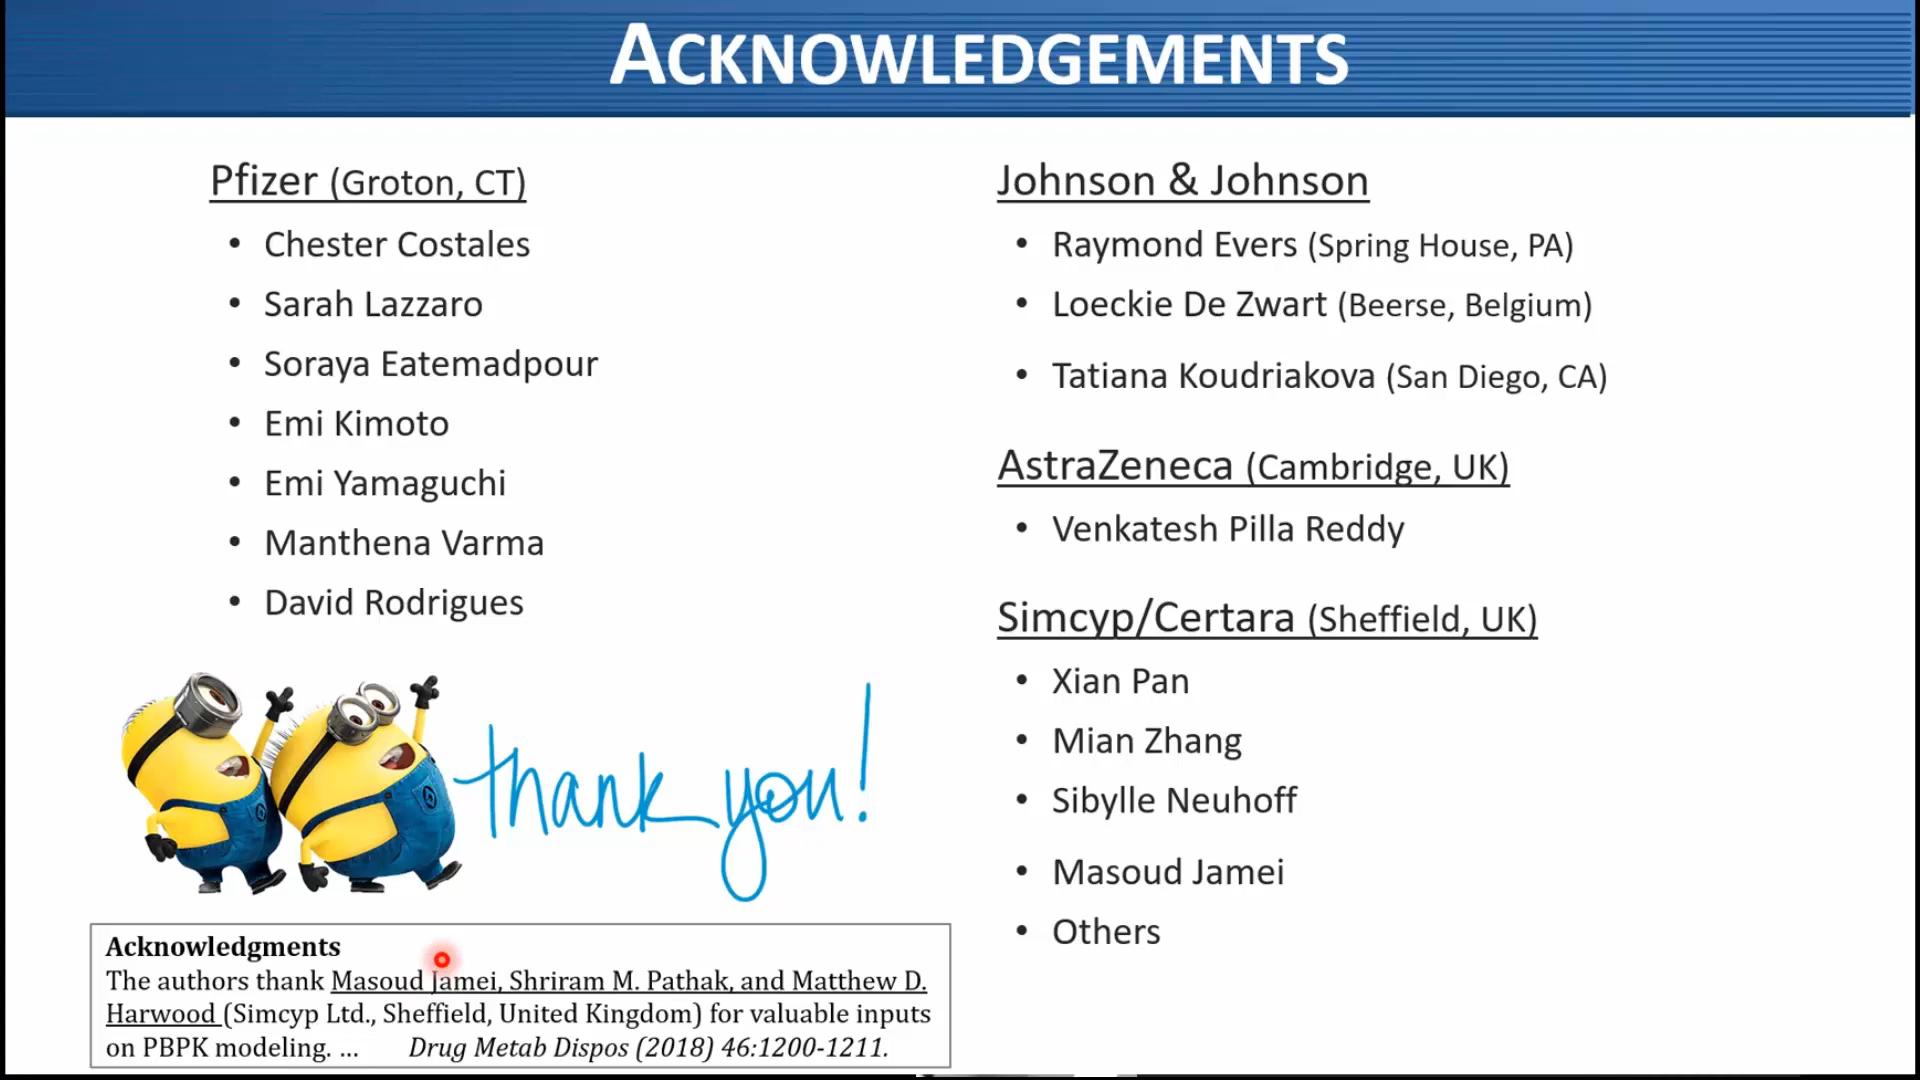 ACKNOWLEDGEMENTS
Pfizer (Groton, CT)
• Chester Costales
• Sarah Lazzaro
• Soraya Eatemadpour
• Emi Kimoto
• Emi Yamaguchi
• Manthena Varma
• David Rodrigues
thank you!
Acknowledgments
The authors thank Masoud Jamei, Shriram M. Pathak, and Matthew D.
Harwood (Simcyp Ltd., Sheffield, United Kingdom) for valuable inputs
on PBPK modeling. ... Drug Metab Dispos (2018) 46:1200-1211.
Johnson & Johnson
• Raymond Evers (Spring House, PA)
• Loeckie De Zwart (Beerse, Belgium)
• Tatiana Koudriakova (San Diego, CA)
AstraZeneca (Cambridge, UK)
• Venkatesh Pilla Reddy
Simcyp/Certara (Sheffield, UK)
• Xian Pan
• Mian Zhang
• Sibylle Neuhoff
• Masoud Jamei
• Others